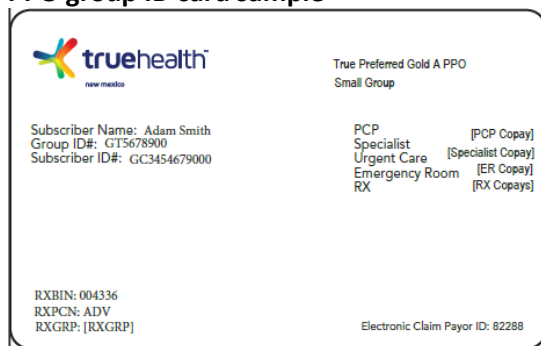 PPO group ID card sample
truehealth
new mexico
True Preferred Gold A PPO
Small Group
Subscriber Name: Adam Smith
Group ID#: GT5678900
Subscriber ID#: GC3454679000
PCP [PCP Copay]
Specialist [Specialist Copay]
Urgent Care
Emergency Room [ER Copay]
RX [RX Copays]
RXBIN: 004336
RXPCN: ADV
RXGRP: [RXGRP]
Electronic Claim Payor ID: 82288